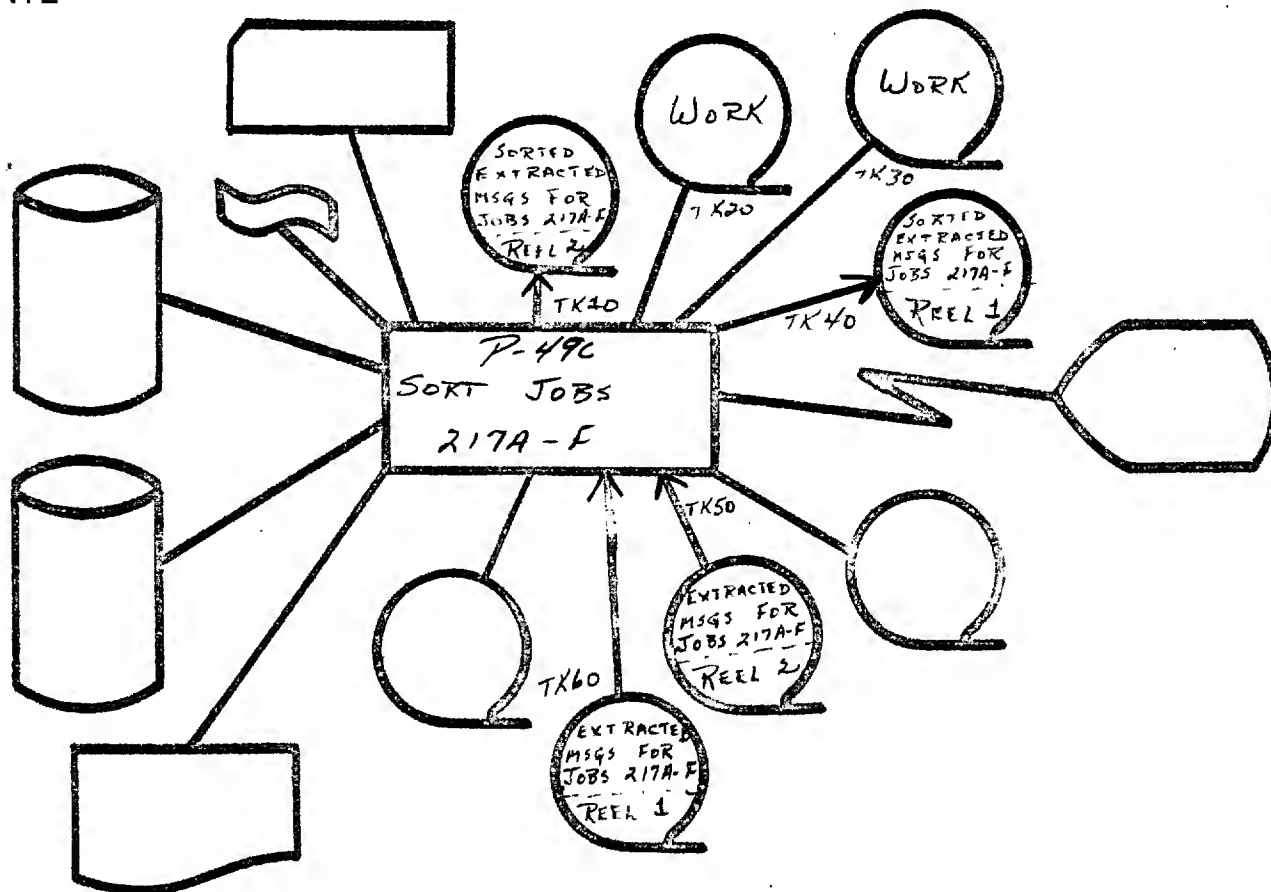 WORK
WORK
TK30
TK20
SORTED
EXTRACTED
MSGS FOR
JOBS 217A-F
REEL 2
TK10
SORTED
EXTRACTED
MSGS FOR
JOBS 217A-F
REEL 1
TK40
P-49C
SORT JOBS
217A-F
TK50
EXTRACTED
MSGS FOR
JOBS 217A-F
REEL 2
TK60
EXTRACTED
MSGS FOR
JOBS 217A-F
REEL 1